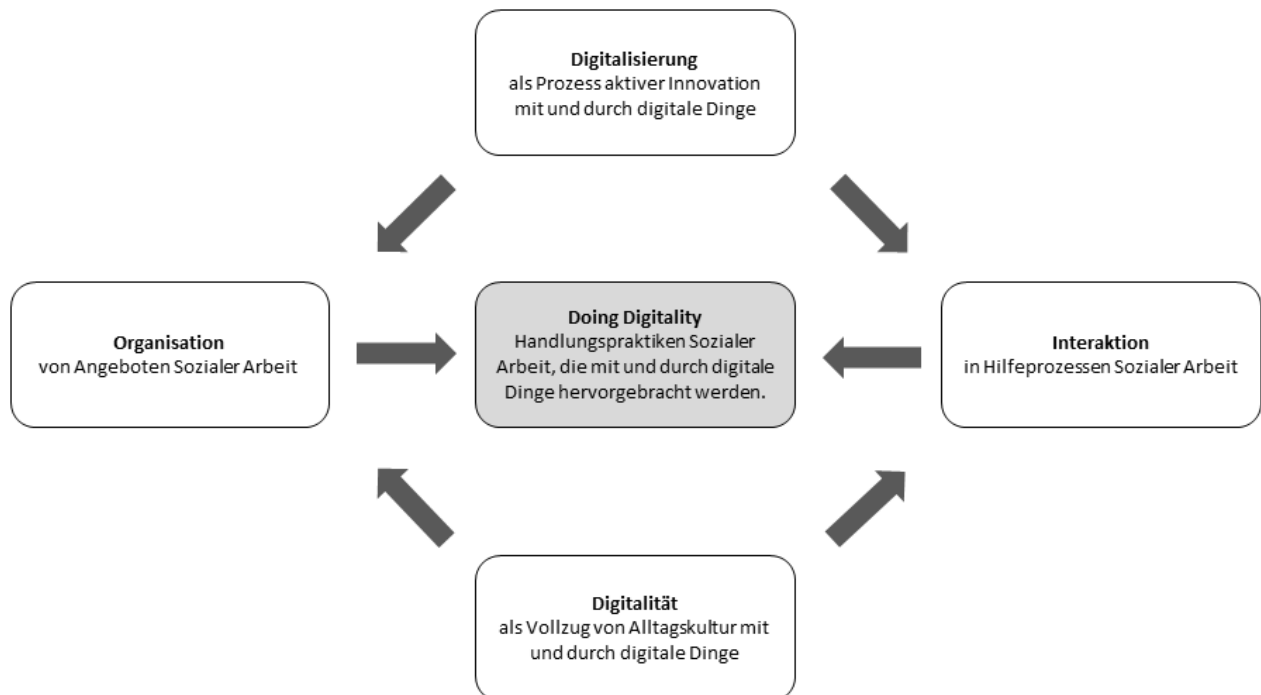 Digitalisierung
als Prozess aktiver Innovation
mit und durch digitale Dinge
Organisation
von Angeboten Sozialer Arbeit
Doing Digitality
Handlungspraktiken Sozialer
Arbeit, die mit und durch digitale
Dinge hervorgebracht werden.
Interaktion
in Hilfeprozessen Sozialer Arbeit
Digitalität
als Vollzug von Alltagskultur mit
und durch digitale Dinge